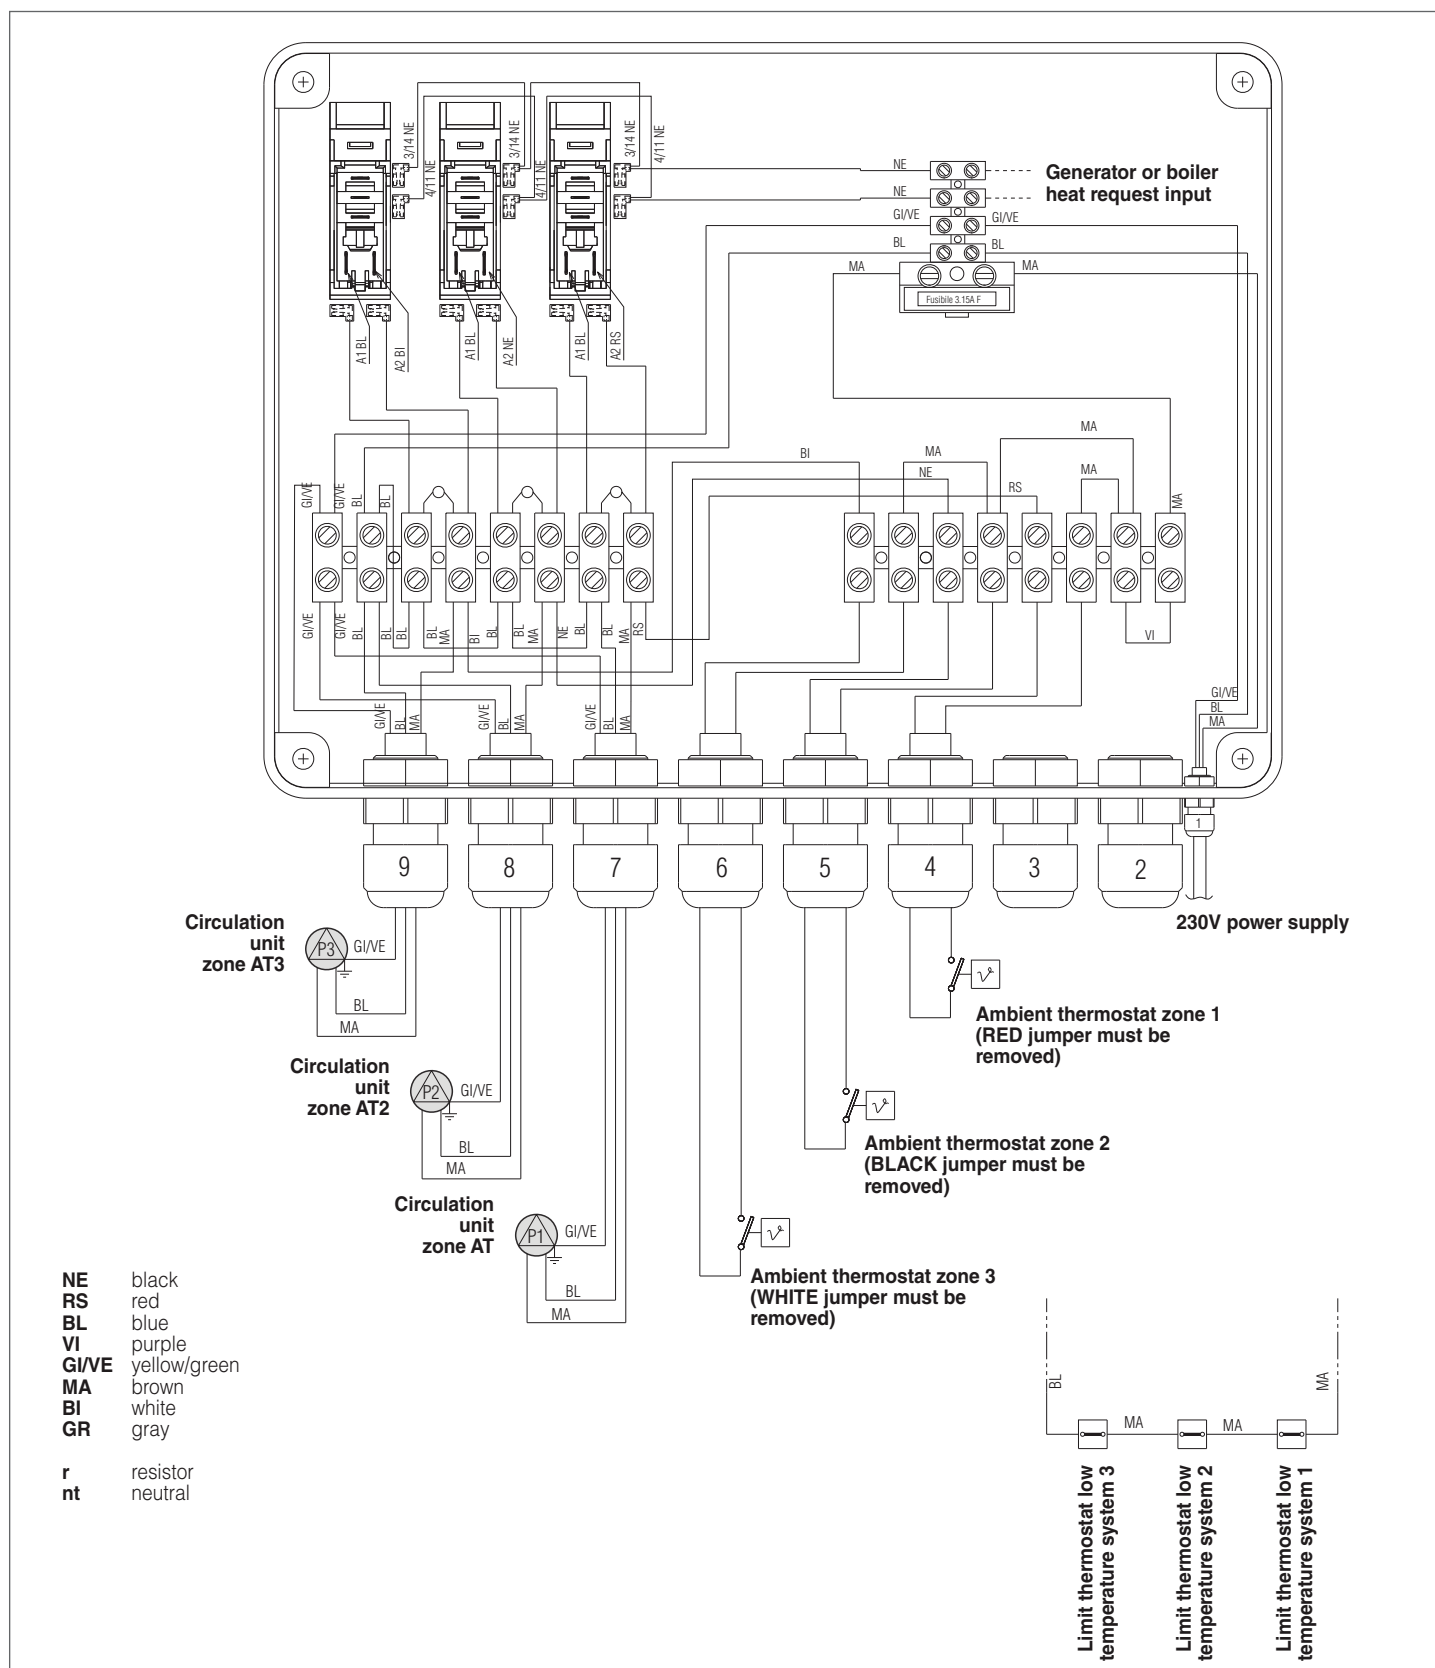 3/14 NE
4/11 NE
3/14 NE
4/11 NE
3/14 NE
4/11 NE
NE
Generator or boiler
heat request input
NE
GI/VE
GI/VE
BL
BL
MA
MA
Fusibile 3.15A F
A1 BL
A2 BI
A1 BL
A2 NE
A1 BL
A2 RS
BI
MA
NE
MA
MA
RS
MA
GI/VE
GI/VE
BL
BL
GI/VE
GI/VE
BL
BL
BL
BL
MA
BI
BL
BL
MA
NE
BL
BL
MA
RS
VI
GI/VE
BL
MA
GI/VE
BL
MA
GI/VE
BL
MA
GI/VE
BL
MA
9
8
7
6
5
4
3
2
1
230V power supply
Circulation
unit
zone AT3
P3
GI/VE
BL
MA
Ambient thermostat zone 1
(RED jumper must be
removed)
Circulation
unit
zone AT2
P2
GI/VE
BL
MA
Ambient thermostat zone 2
(BLACK jumper must be
removed)
Circulation
unit
zone AT
P1
GI/VE
BL
MA
Ambient thermostat zone 3
(WHITE jumper must be
removed)
NE black
RS red
BL blue
VI purple
GI/VE yellow/green
MA brown
BI white
GR gray
r resistor
nt neutral
BL
MA
MA
MA
Limit thermostat low
temperature system 3
Limit thermostat low
temperature system 2
Limit thermostat low
temperature system 1